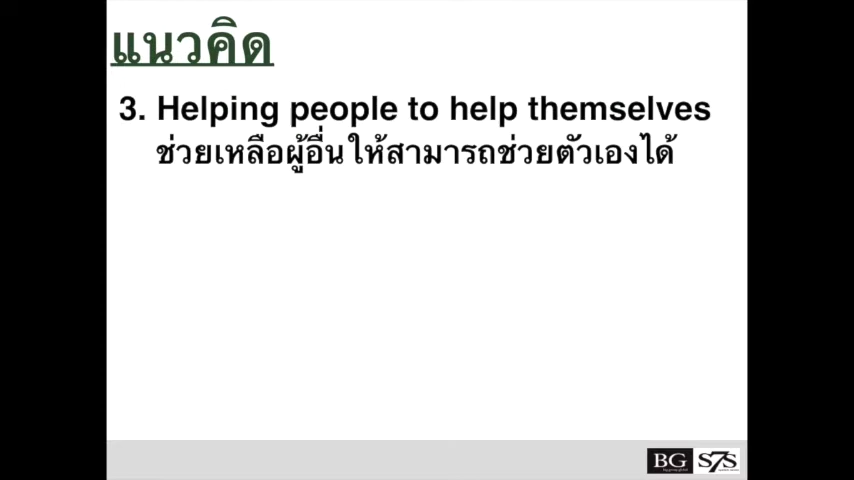 แนวคิด
3. Helping people to help themselves
ช่วยเหลือผู้อื่นให้สามารถช่วยตัวเองได้
BG S7S